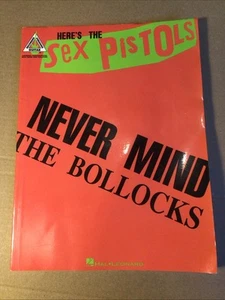 HERE'S THE
SEX PISTOLS
NEVER MIND
THE BOLLOCKS